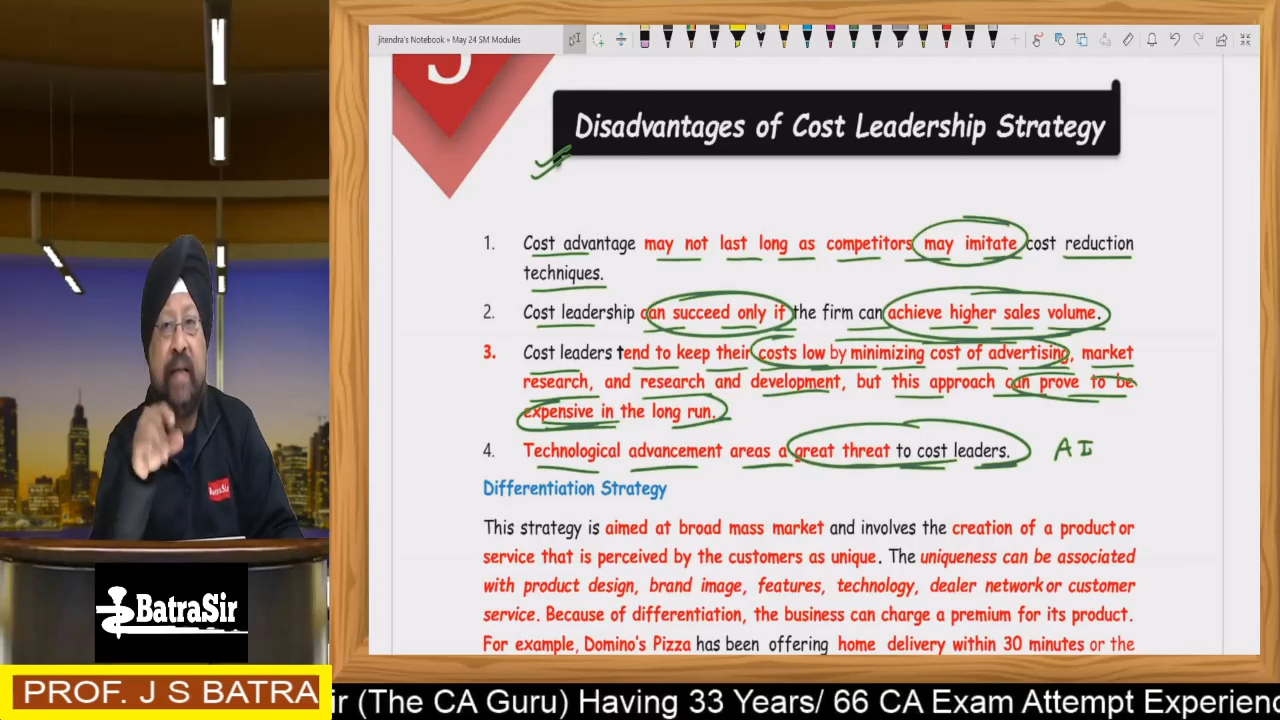 jitendra's Notebook » May 24 SM Modules
Disadvantages of Cost Leadership Strategy
1. Cost advantage may not last long as competitors may imitate cost reduction
techniques.
2. Cost leadership can succeed only if the firm can achieve higher sales volume.
3. Cost leaders tend to keep their costs low by minimizing cost of advertising, market
research, and research and development, but this approach can prove to be
expensive in the long run.
4. Technological advancement areas a great threat to cost leaders. AI
Differentiation Strategy
This strategy is aimed at broad mass market and involves the creation of a product or
service that is perceived by the customers as unique. The uniqueness can be associated
with product design, brand image, features, technology, dealer network or customer
service. Because of differentiation, the business can charge a premium for its product.
For example, Domino's Pizza has been offering home delivery within 30 minutes or the
BatraSir
BatraSir
PROF. J S BATRA
ir (The CA Guru) Having 33 Years/ 66 CA Exam Attempt Experienc